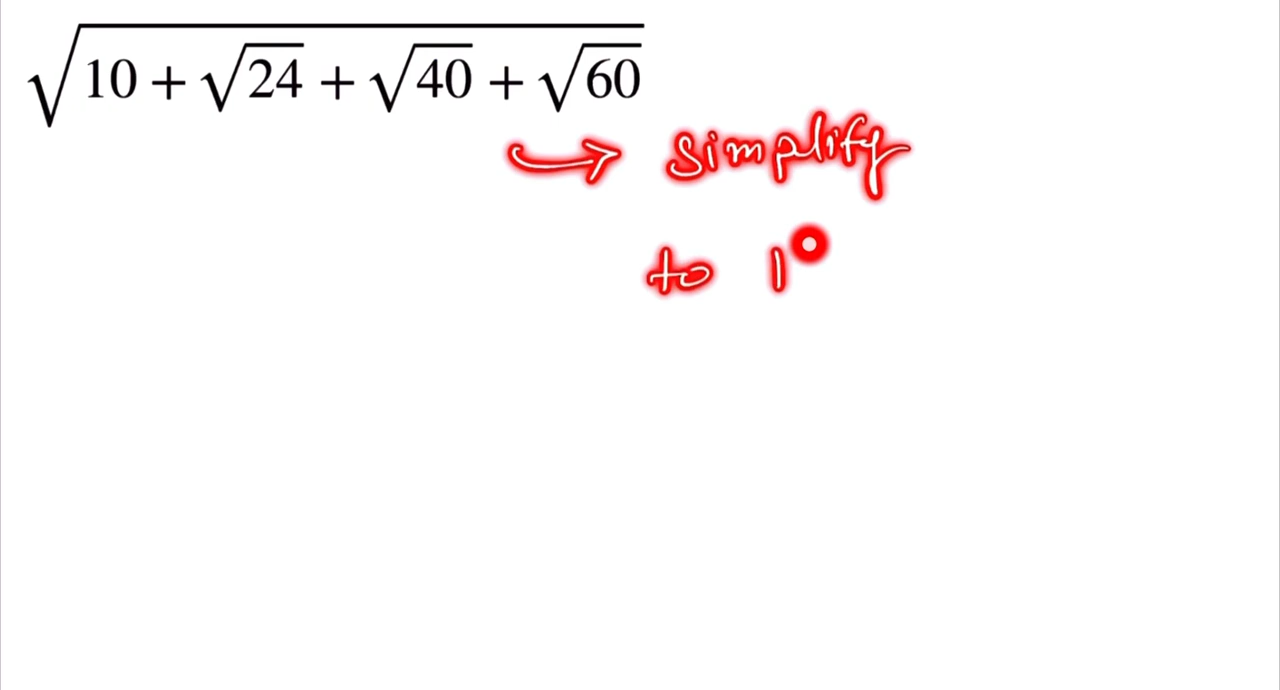 √(10 + √24 + √40 + √60)
→ simplify
to 1